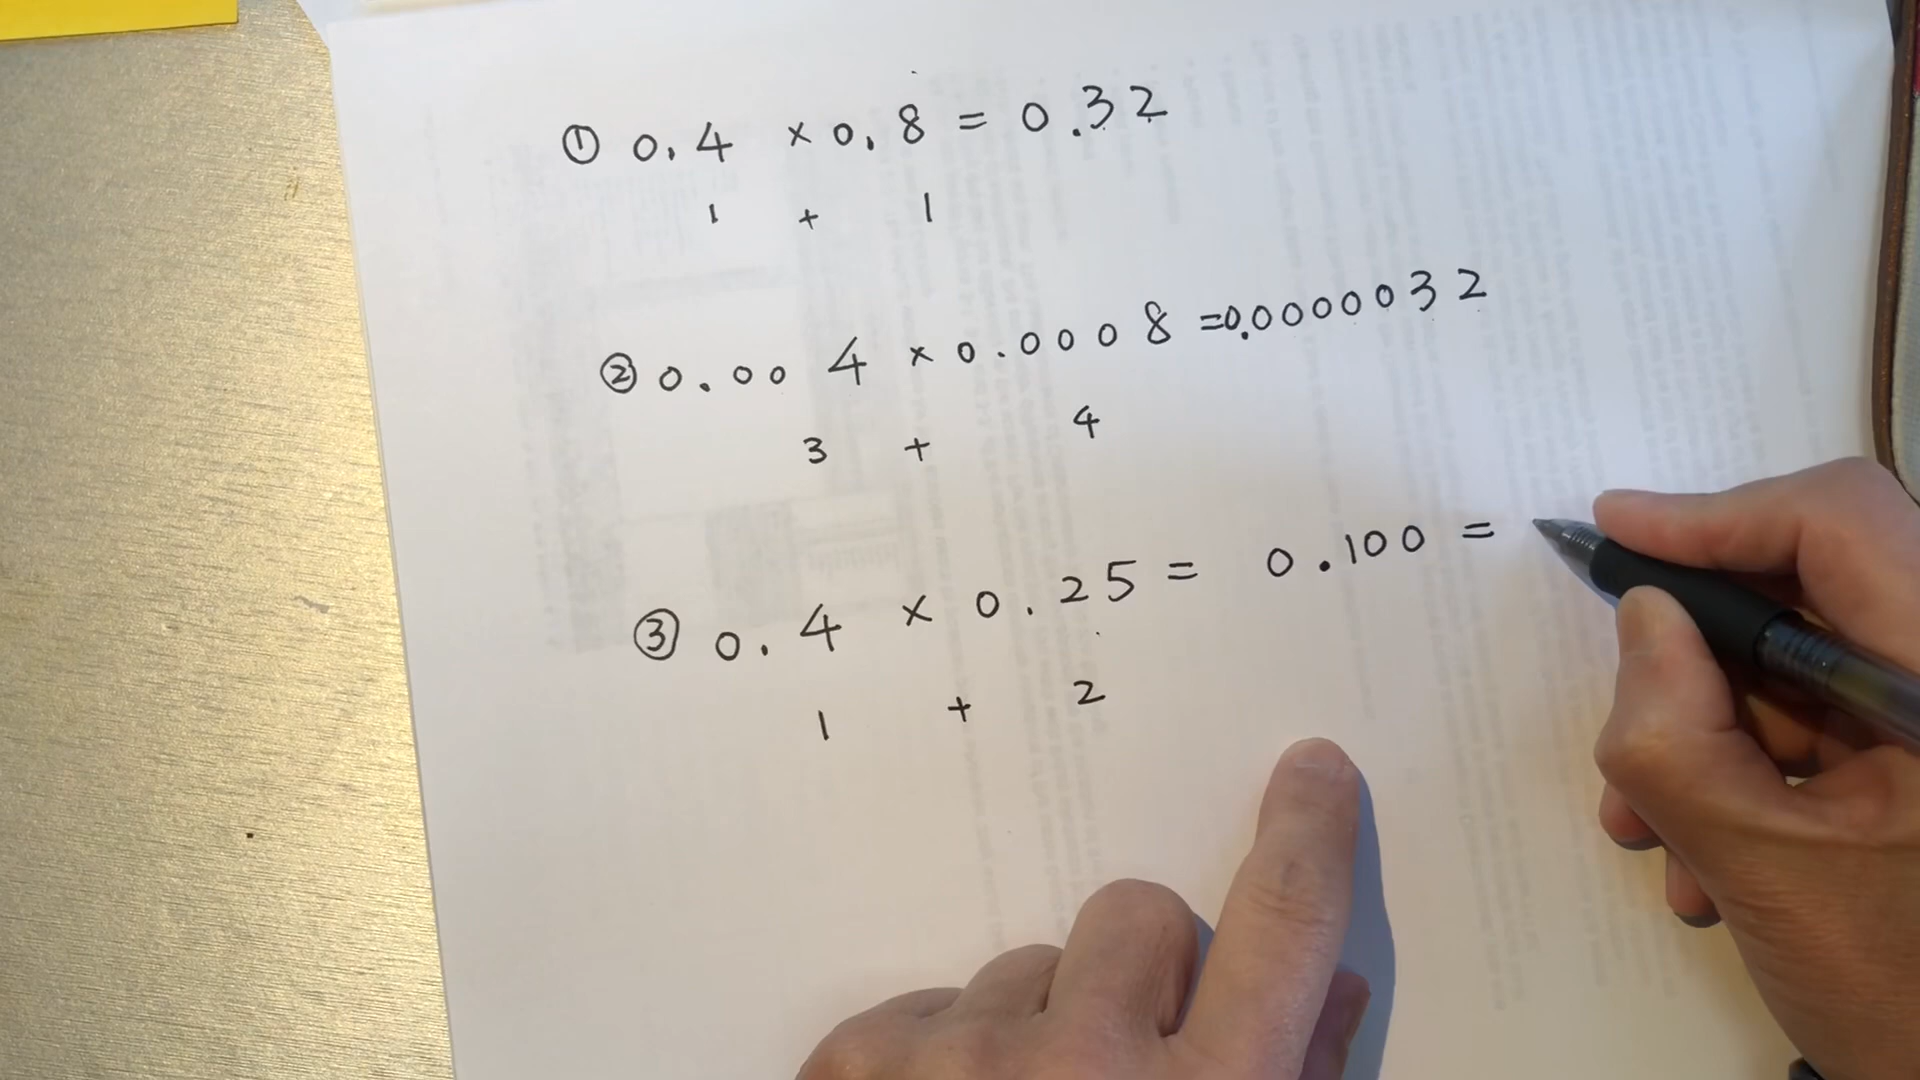 ① 0.4 × 0.8 = 0.32
1 + 1
② 0.004 × 0.0008 =0.0000032
3 + 4
③ 0.4 × 0.25 = 0.100 =
1 + 2